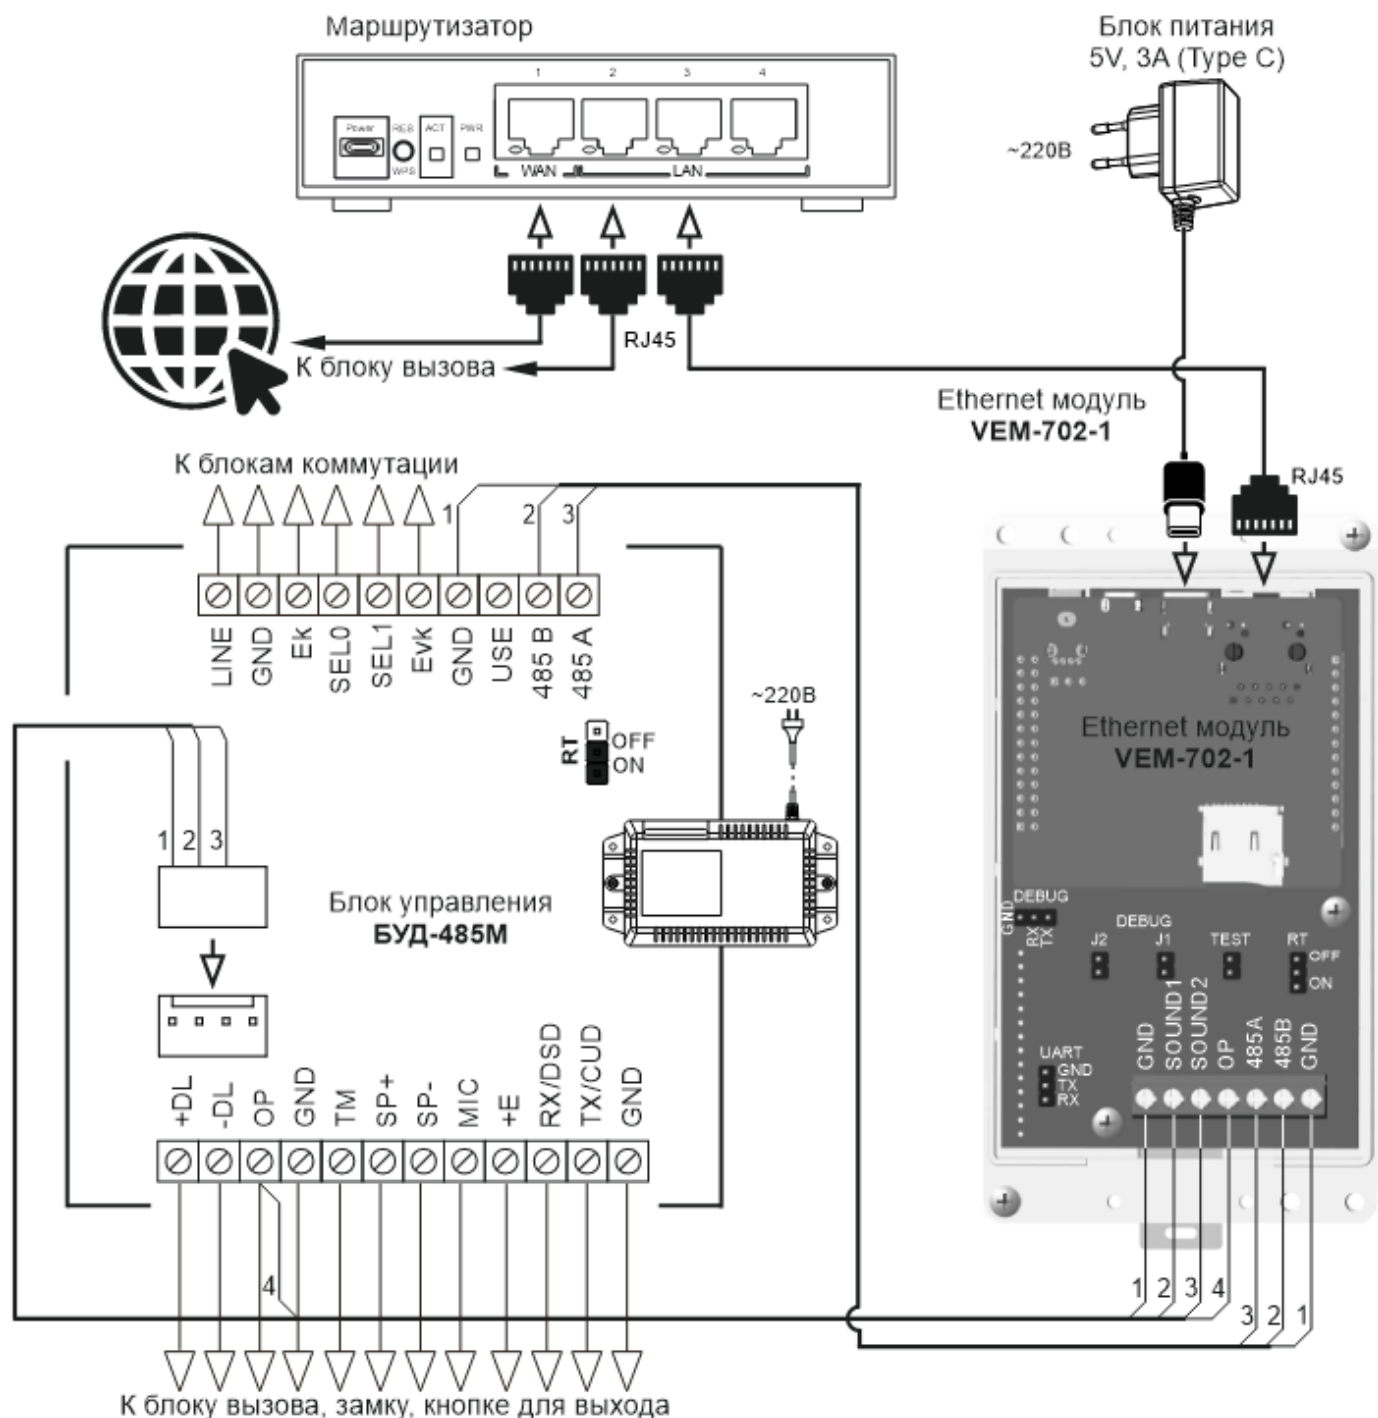 Маршрутизатор
Блок питания
5V, 3A (Type C)
1 2 3 4
Power RES ACT PWR
WPS
~220В
WAN LAN
RJ45
К блоку вызова
Ethernet модуль
VEM-702-1
К блокам коммутации
RJ45
1 2 3
LINE
GND
Ek
SEL0
SEL1
Evk
GND
USE
485 B
485 A
~220В
RT
OFF
ON
Ethernet модуль
VEM-702-1
1 2 3
Блок управления
БУД-485М
DEBUG
GND
RX
TX
DEBUG
J2 J1 TEST RT
OFF
ON
GND
SOUND1
SOUND2
OP
485A
485B
GND
UART
GND
TX
RX
+DL
-DL
OP
GND
TM
SP+
SP-
MIC
+E
RX/DSD
TX/CUD
GND
4
1 2 3 4
3 2 1
К блоку вызова, замку, кнопке для выхода